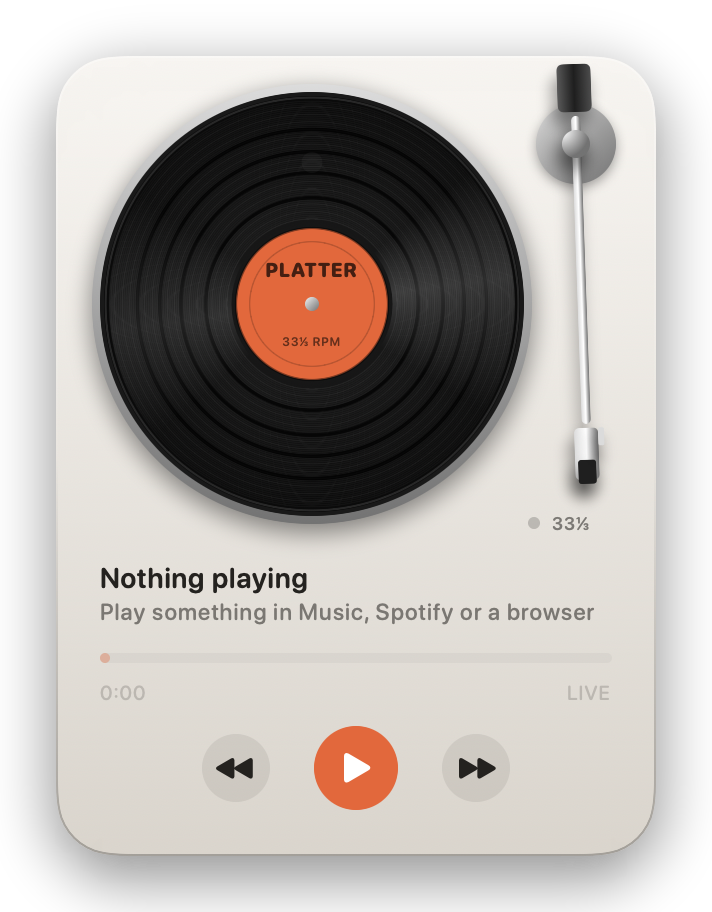 PLATTER
33⅓ RPM
33⅓
Nothing playing
Play something in Music, Spotify or a browser
0:00
LIVE